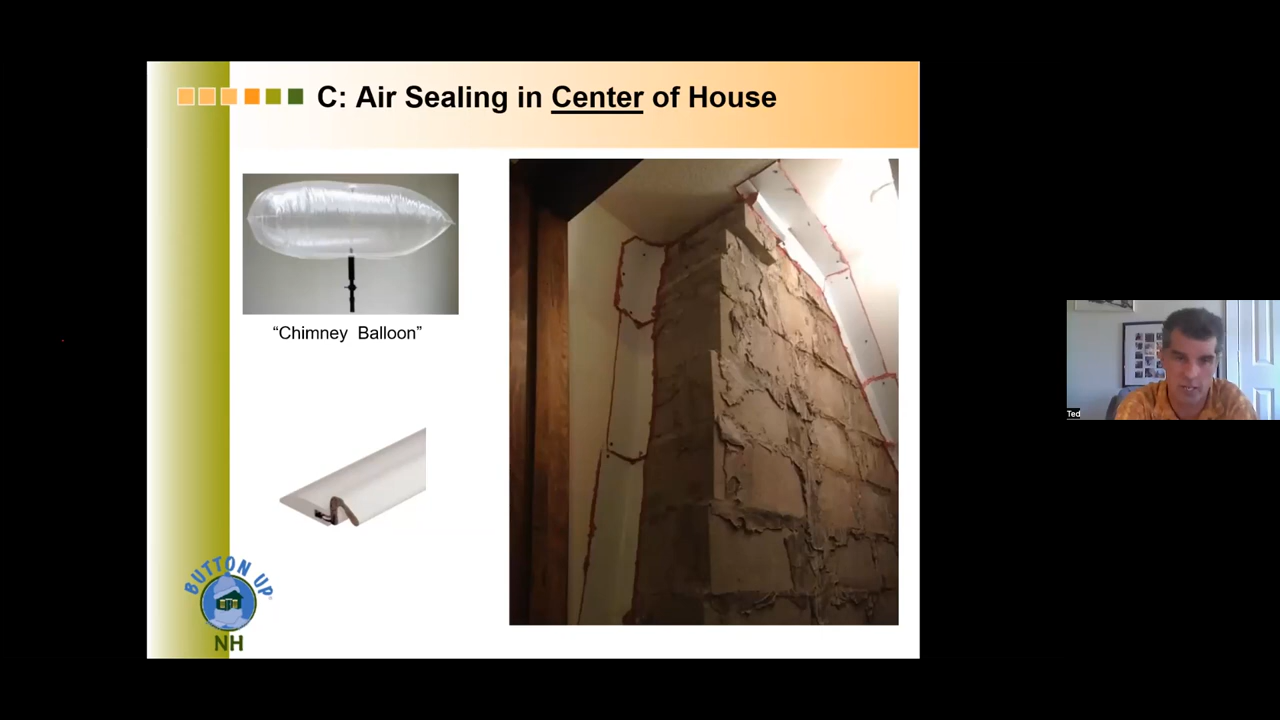 C: Air Sealing in Center of House
“Chimney Balloon”
BUTTON UP
NH
Ted